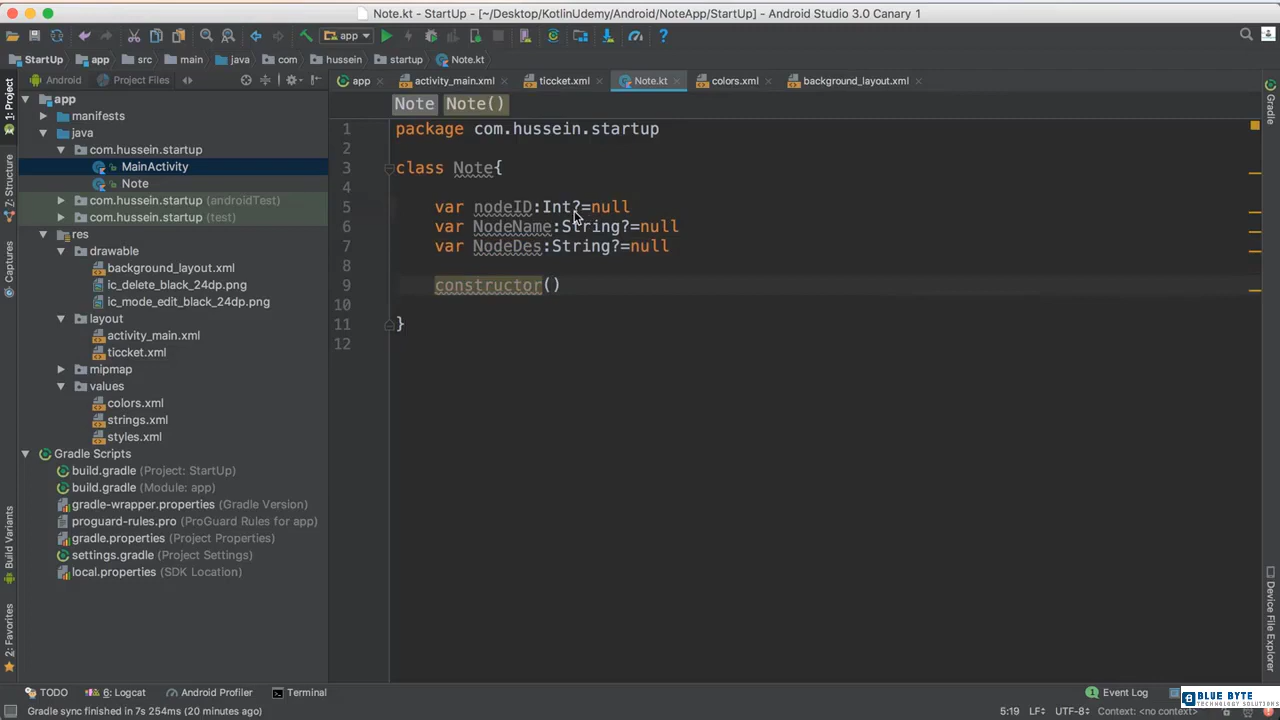 Note.kt - StartUp - [~/Desktop/KotlinUdemy/Android/NoteApp/StartUp] - Android Studio 3.0 Canary 1
app
StartUp app src main java com hussein startup Note.kt
Android Project Files
app activity_main.xml ticcket.xml Note.kt colors.xml background_layout.xml
Note Note()
1: Project
Structure
Captures
Build Variants
2: Favorites
app
manifests
java
com.hussein.startup
MainActivity
Note
com.hussein.startup (androidTest)
com.hussein.startup (test)
res
drawable
background_layout.xml
ic_delete_black_24dp.png
ic_mode_edit_black_24dp.png
layout
activity_main.xml
ticcket.xml
mipmap
values
colors.xml
strings.xml
styles.xml
Gradle Scripts
build.gradle (Project: StartUp)
build.gradle (Module: app)
gradle-wrapper.properties (Gradle Version)
proguard-rules.pro (ProGuard Rules for app)
gradle.properties (Project Properties)
settings.gradle (Project Settings)
local.properties (SDK Location)
1 package com.hussein.startup
2
3 class Note{
4
5 var nodeID:Int?=null
6 var NodeName:String?=null
7 var NodeDes:String?=null
8
9 constructor()
10
11 }
12
Gradle
Device File Explorer
TODO 6: Logcat Android Profiler Terminal Event Log
BLUE BYTE
TECHNOLOGY SOLUTIONS
Gradle sync finished in 7s 254ms (20 minutes ago) 5:19 LF÷ UTF-8÷ Context: <no context>